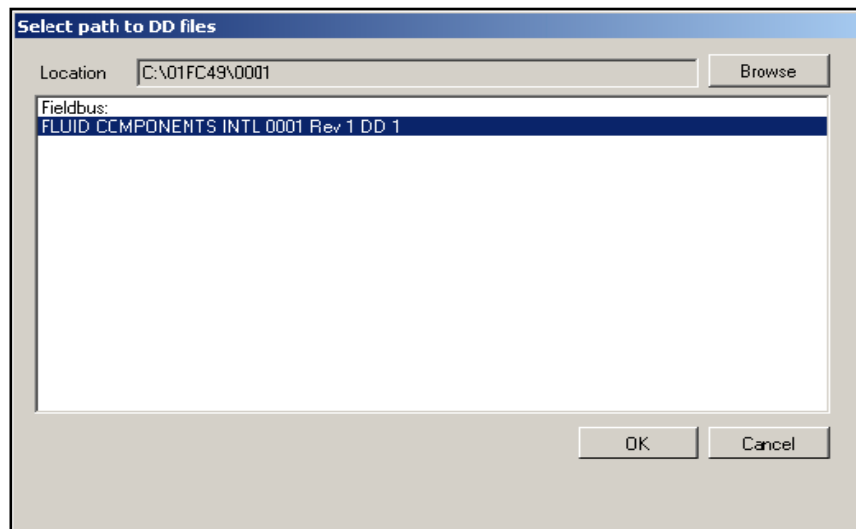 Select path to DD files
Location C:\01FC49\0001 Browse
Fieldbus:
FLUID COMPONENTS INTL 0001 Rev 1 DD 1
OK Cancel